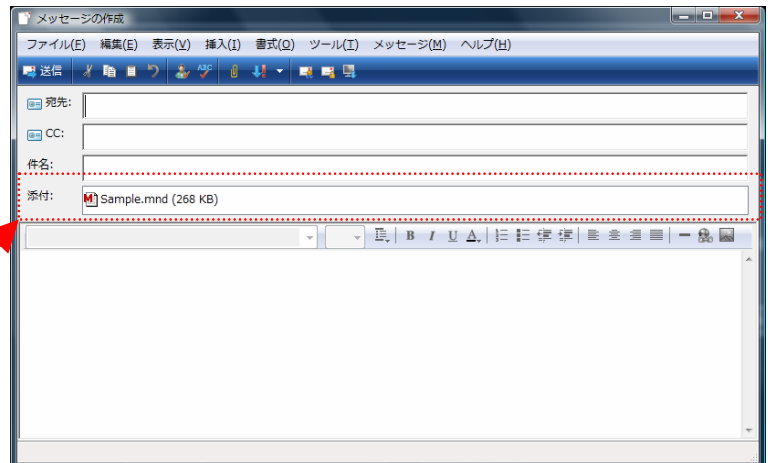 メッセージの作成
ファイル(F) 編集(E) 表示(V) 挿入(I) 書式(O) ツール(T) メッセージ(M) ヘルプ(H)
送信 ABC
宛先:
CC:
件名:
添付: Sample.mnd (268 KB)
B I U A